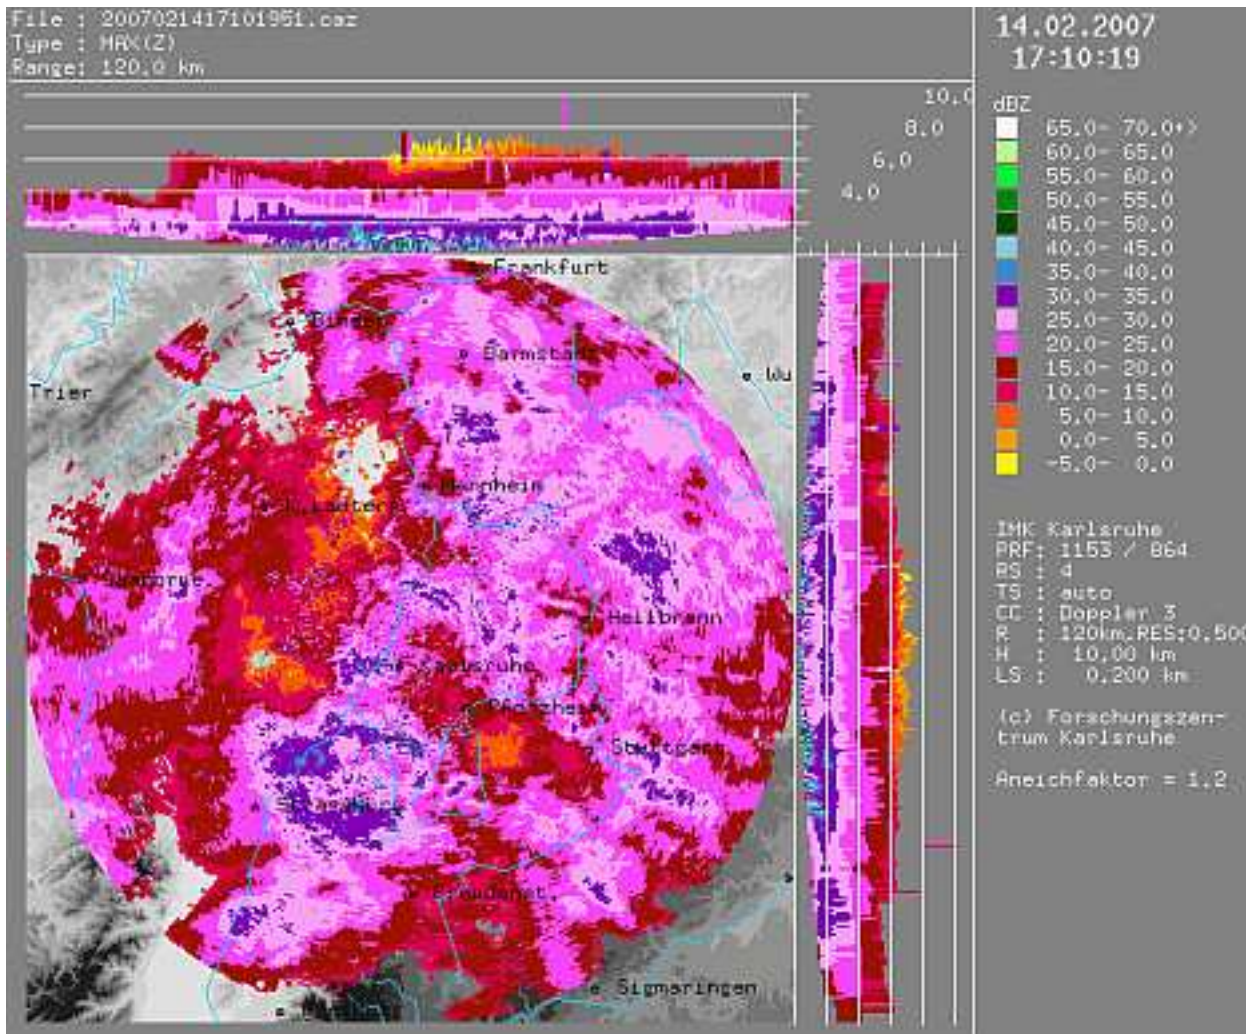 File : 2007021417101951.caz
Type : MAX(Z)
Range: 120.0 km
14.02.2007
17:10:19
10.0
8.0
6.0
4.0
dBZ
65.0- 70.0+>
60.0- 65.0
55.0- 60.0
50.0- 55.0
45.0- 50.0
40.0- 45.0
35.0- 40.0
30.0- 35.0
25.0- 30.0
20.0- 25.0
15.0- 20.0
10.0- 15.0
5.0- 10.0
0.0- 5.0
-5.0- 0.0
Frankfurt
Darmstadt
Wu
Trier
Mannheim
Heilbronn
Karlsruhe
Pforzheim
Stuttgart
Strasbourg
Freudenst.
Sigmaringen
IMK Karlsruhe
PRF: 1153 / 864
RS : 4
TS : auto
CC : Doppler 3
R : 120km.RES:0.500
H : 10.00 km
LS : 0.200 km
(c) Forschungszen-
trum Karlsruhe
Aneichfaktor = 1.2